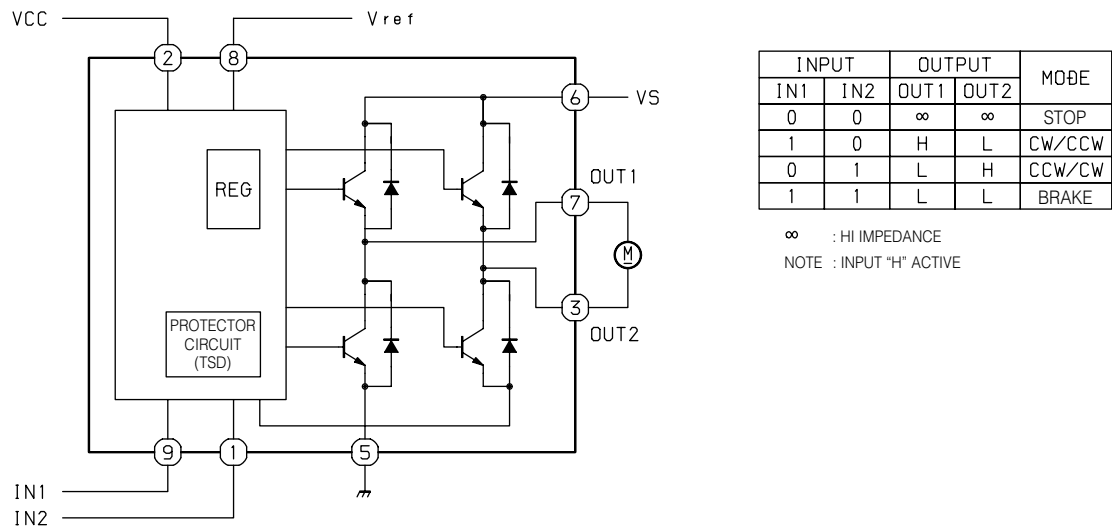 VCC
Vref
2
8
6
VS
REG
OUT1
7
M
3
OUT2
PROTECTOR
CIRCUIT
(TSD)
9
1
5
IN1
IN2
INPUT OUTPUT MODE
IN1 IN2 OUT1 OUT2
0 0 ∞ ∞ STOP
1 0 H L CW/CCW
0 1 L H CCW/CW
1 1 L L BRAKE
∞ : HI IMPEDANCE
NOTE : INPUT “H” ACTIVE